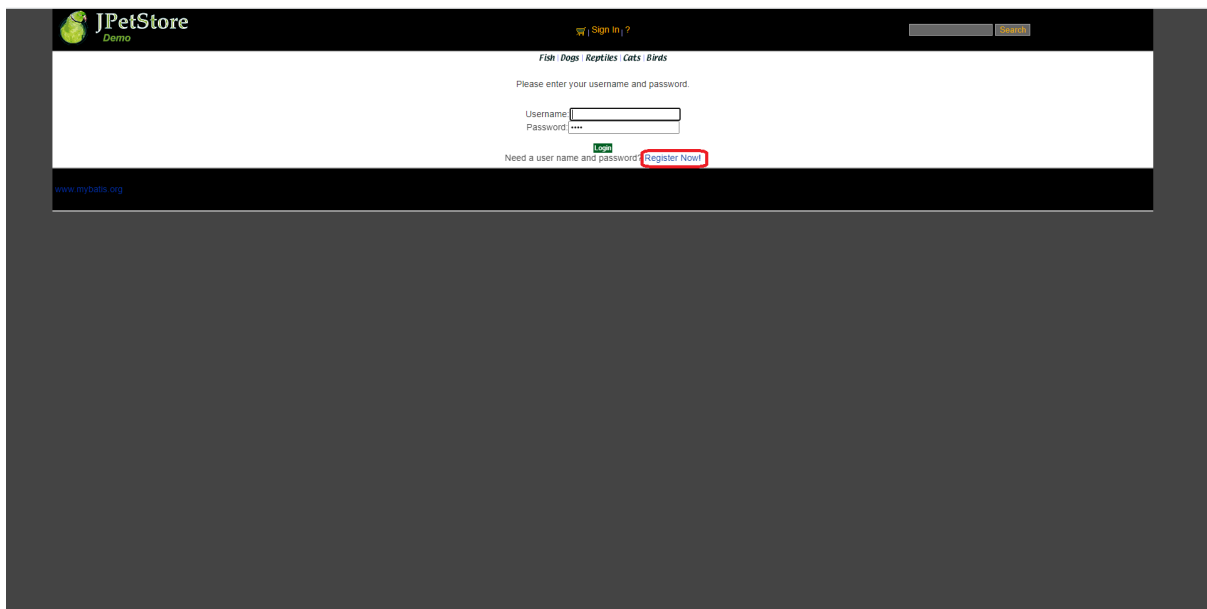 JPetStore
Demo
| Sign In | ?
Search
Fish | Dogs | Reptiles | Cats | Birds
Please enter your username and password.
Username:
Password: ••••
Login
Need a user name and password? Register Now!
www.mybatis.org